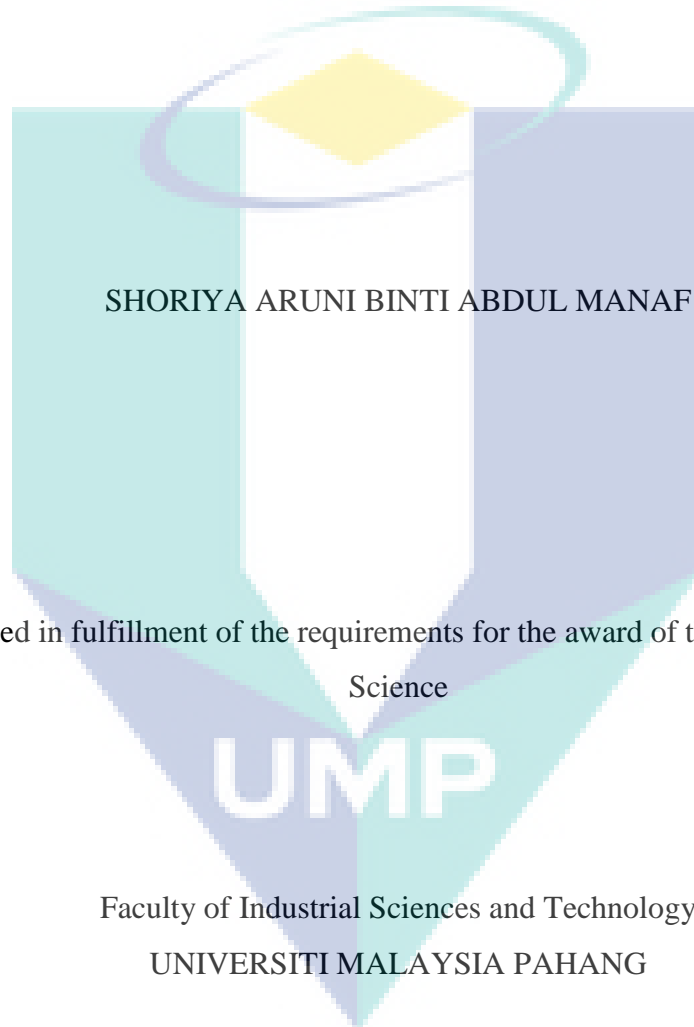 SHORIYA ARUNI BINTI ABDUL MANAF
ed in fulfillment of the requirements for the award of t
Science
UMP
Faculty of Industrial Sciences and Technology
UNIVERSITI MALAYSIA PAHANG